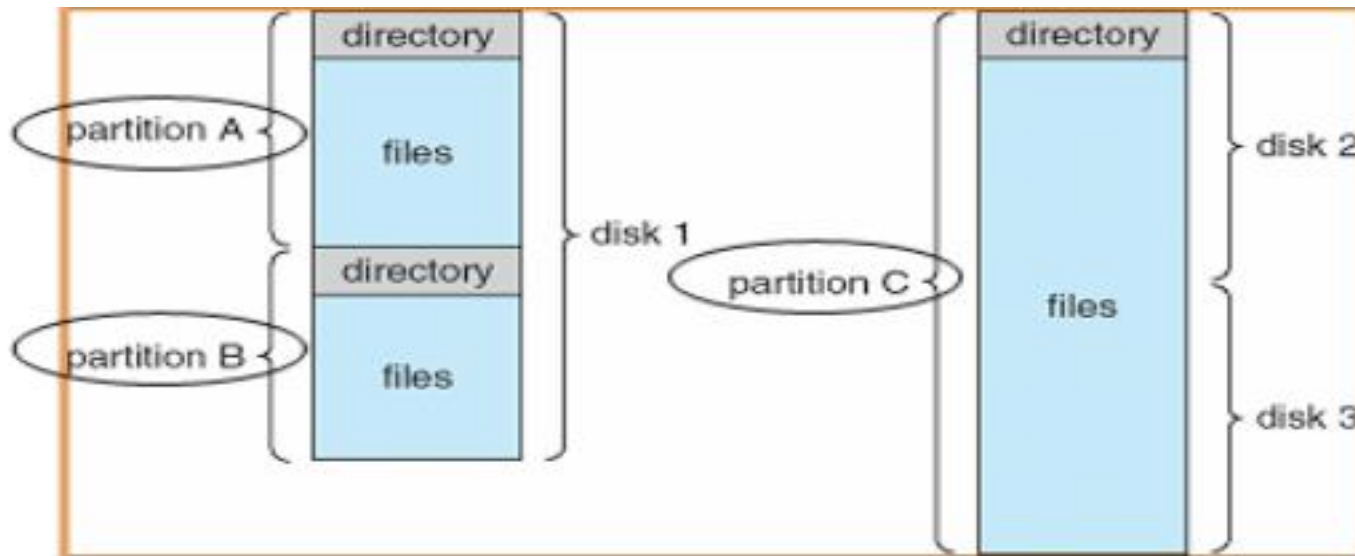 directory
partition A
files
disk 1
directory
partition B
files
directory
disk 2
partition C
files
disk 3